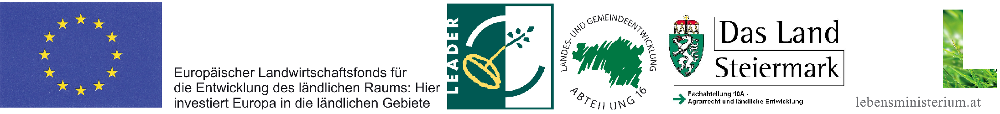 Europäischer Landwirtschaftsfonds für
die Entwicklung des ländlichen Raums: Hier
investiert Europa in die ländlichen Gebiete
LEADER
LANDES- UND GEMEINDEENTWICKLUNG
ABTEILUNG 16
Das Land
Steiermark
Fachabteilung 10A -
Agrarrecht und ländliche Entwicklung
lebensministerium.at